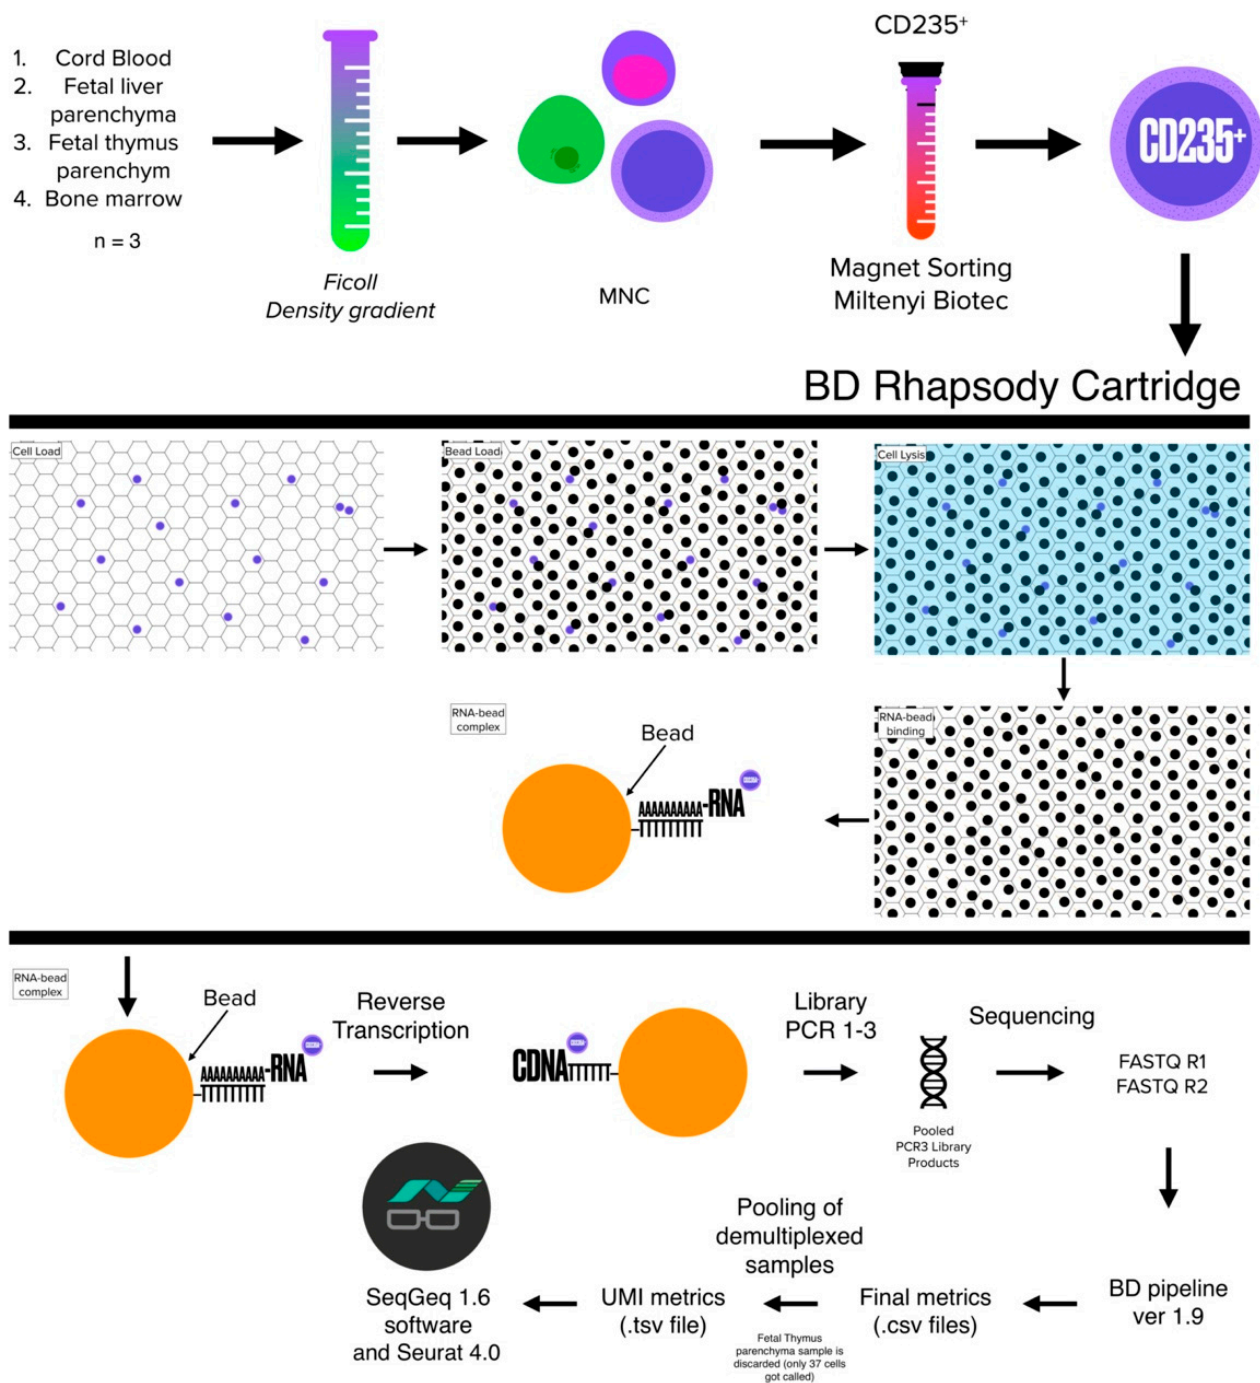 1. Cord Blood
2. Fetal liver
parenchyma
3. Fetal thymus
parenchym
4. Bone marrow
n = 3
Ficoll
Density gradient
MNC
CD235+
Magnet Sorting
Miltenyi Biotec
CD235+
BD Rhapsody Cartridge
Cell Load
Bead Load
Cell Lysis
RNA-bead
binding
RNA-bead
complex
Bead
AAAAAAAAAA-RNA
TTTTTTTTT
RNA-bead
complex
Bead
AAAAAAAAAA-RNA
TTTTTTTTT
Reverse
Transcription
CDNATTTTTT
Library
PCR 1-3
Pooled
PCR3 Library
Products
Sequencing
FASTQ R1
FASTQ R2
BD pipeline
ver 1.9
Final metrics
(.csv files)
Pooling of
demultiplexed
samples
Fetal Thymus
parenchyma sample is
discarded (only 37 cells
got called)
UMI metrics
(.tsv file)
SeqGeq 1.6
software
and Seurat 4.0